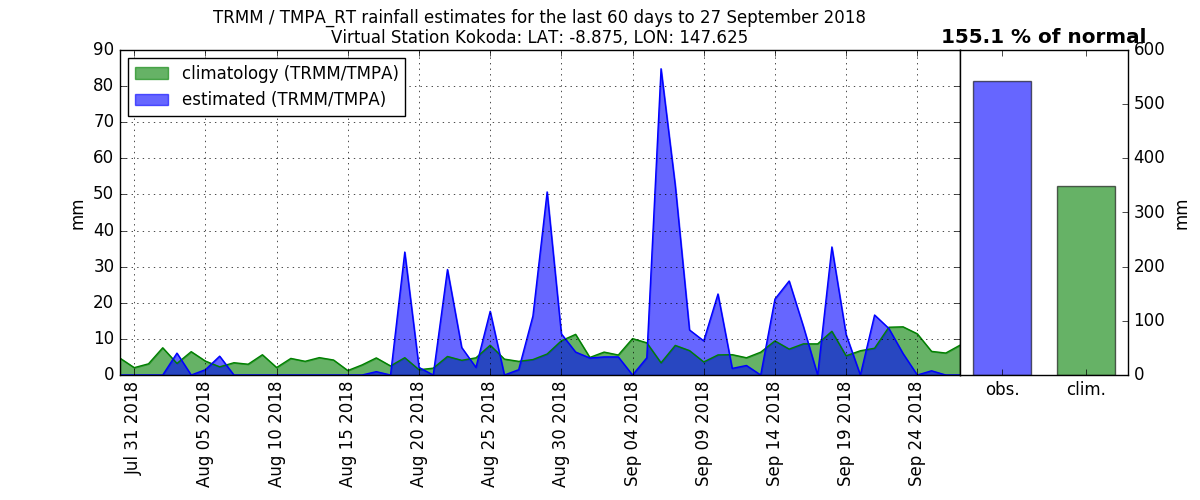 TRMM / TMPA_RT rainfall estimates for the last 60 days to 27 September 2018
Virtual Station Kokoda: LAT: -8.875, LON: 147.625
155.1 % of normal
climatology (TRMM/TMPA)
estimated (TRMM/TMPA)
mm
90
80
70
60
50
40
30
20
10
0
Jul 31 2018
Aug 05 2018
Aug 10 2018
Aug 15 2018
Aug 20 2018
Aug 25 2018
Aug 30 2018
Sep 04 2018
Sep 09 2018
Sep 14 2018
Sep 19 2018
Sep 24 2018
obs.
clim.
600
500
400
300
200
100
0
mm